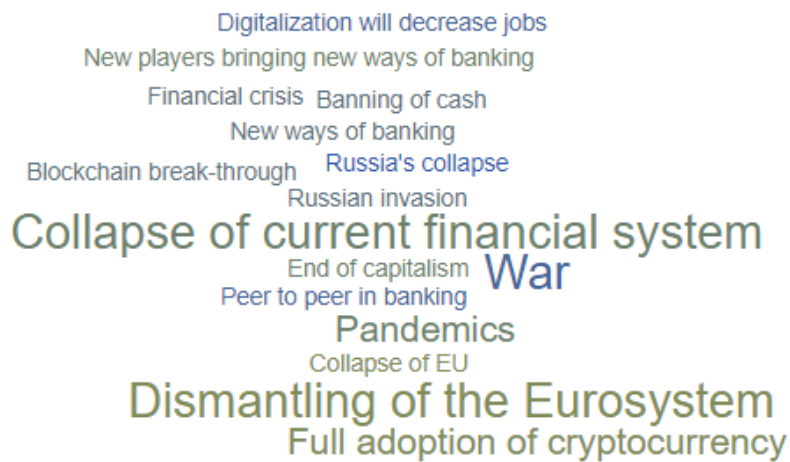 Digitalization will decrease jobs
New players bringing new ways of banking
Financial crisis Banning of cash
New ways of banking
Blockchain break-through Russia's collapse
Russian invasion
Collapse of current financial system
End of capitalism War
Peer to peer in banking
Pandemics
Collapse of EU
Dismantling of the Eurosystem
Full adoption of cryptocurrency